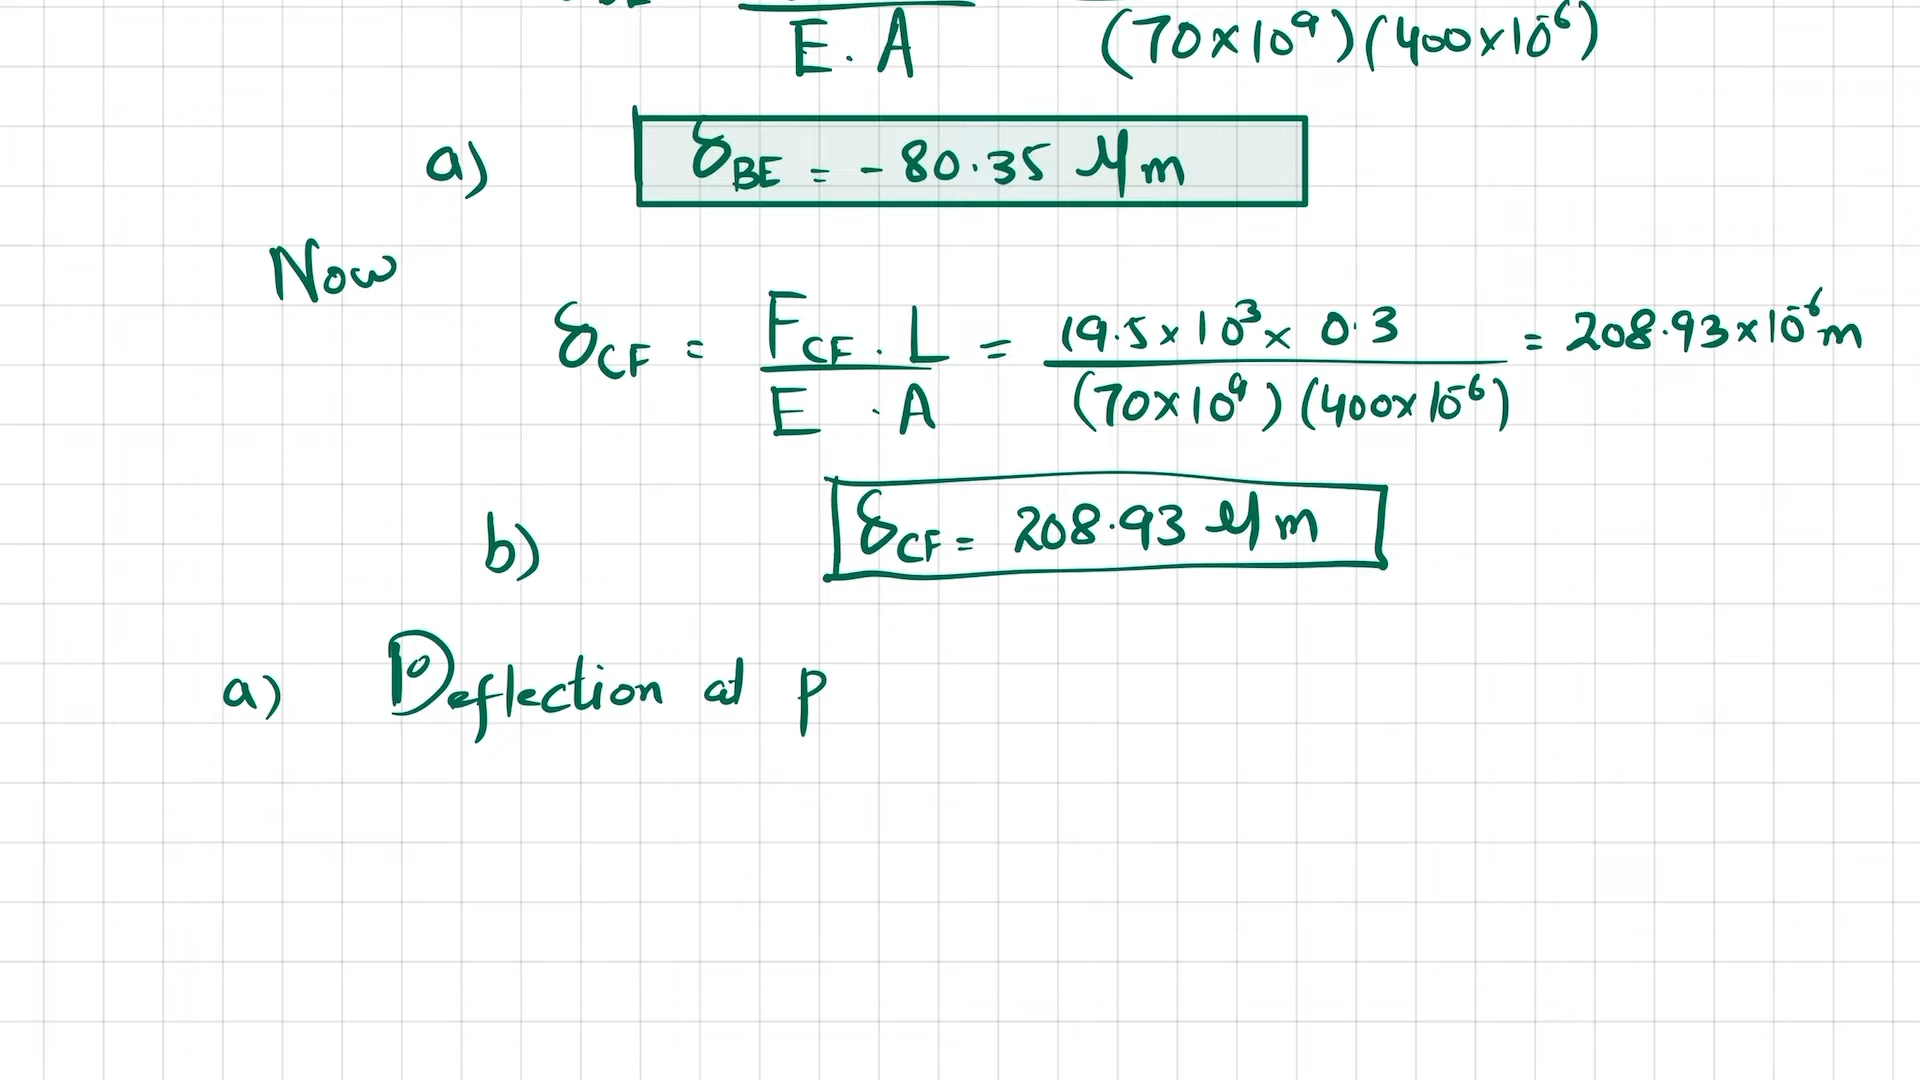 E . A (70×10⁹)(400×10⁻⁶)
a) δBE = - 80.35 μm
Now
δCF = FCF . L / E . A = 19.5×10³× 0.3 / (70×10⁹)(400×10⁻⁶) = 208.93×10⁻⁶m
b) δCF = 208.93 μm
a) Deflection at p